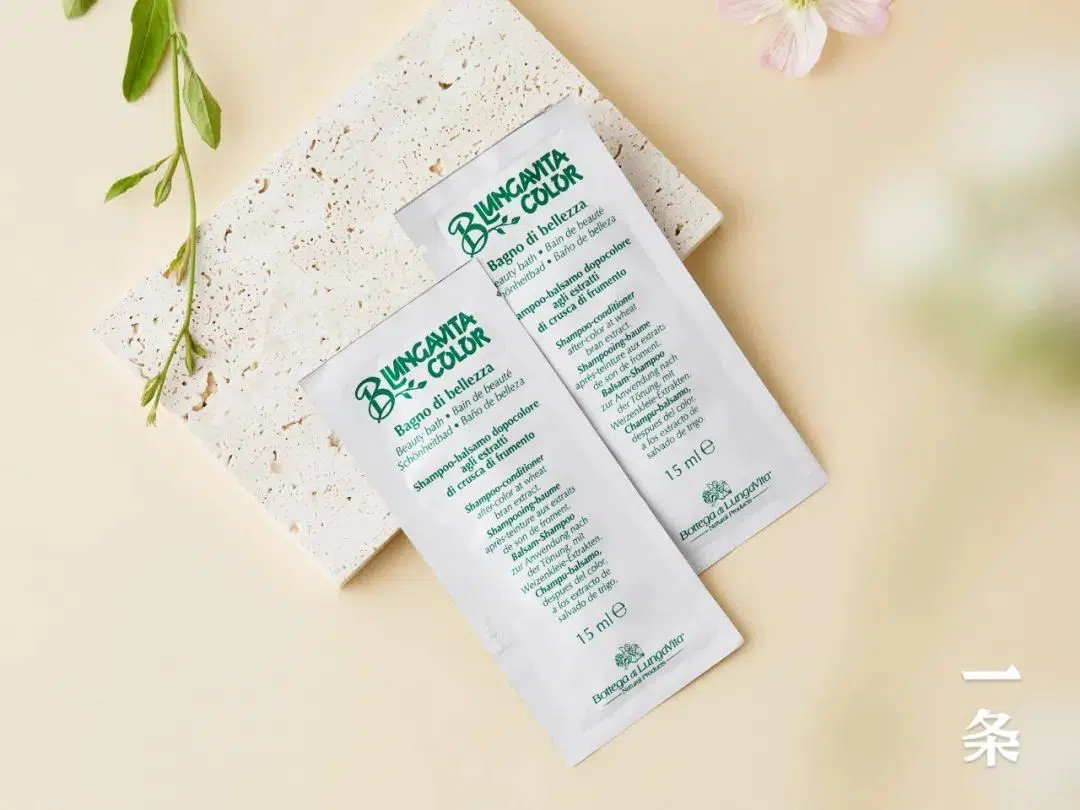 BLUNGAVITA
COLOR
Bagno di bellezza
Beauty bath • Bain de beauté
Schönheitbad • Baño de belleza
Shampoo-balsamo dopocolore
agli estratti
di crusca di frumento
Shampoo-conditioner
after-color at wheat
bran extract.
Shampooing-baume
après-teinture aux extraits
de son de froment.
Balsam-Shampoo
zur Anwendung nach
der Tönung, mit
Weizenkleie-Extrakten.
Champu-balsamo,
despues del color,
a los extracto de
salvado de trigo.
15 ml ℮
Bottega di LungaVita®
Natural Products
BLUNGAVITA
COLOR
Bagno di bellezza
eauty bath • Bain de beauté
chönheitbad • Baño de belleza
ampoo-balsamo dopocolore
agli estratti
di crusca di frumento
Shampoo-conditioner
after-color at wheat
bran extract.
Shampooing-baume
après-teinture aux extraits
de son de froment.
Balsam-Shampoo
zur Anwendung nach
der Tönung, mit
Weizenkleie-Extrakten.
Champu-balsamo,
despues del color,
a los extracto de
salvado de trigo.
15 ml ℮
Bottega di LungaVita®
Natural Products
一
条